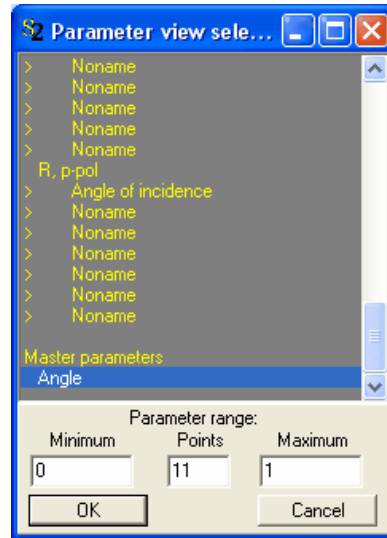 S2 Parameter view sele...
> Noname
> Noname
> Noname
> Noname
> Noname
R, p-pol
> Angle of incidence
> Noname
> Noname
> Noname
> Noname
> Noname
> Noname
Master parameters
Angle
Parameter range:
Minimum Points Maximum
0 11 1
OK Cancel